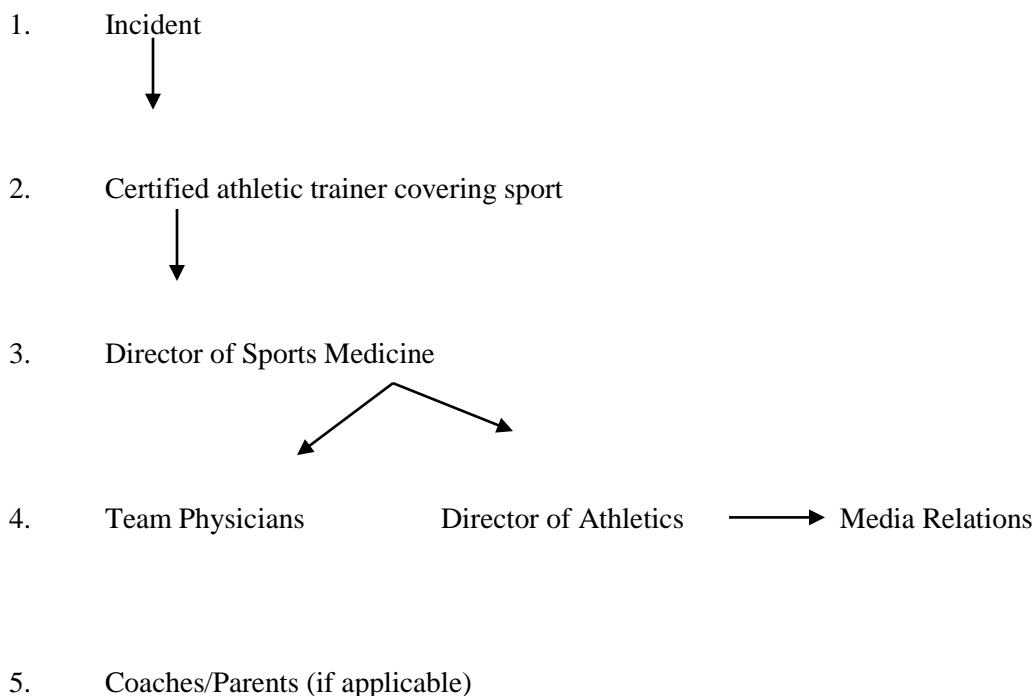 1. Incident
2. Certified athletic trainer covering sport
3. Director of Sports Medicine
4. Team Physicians Director of Athletics Media Relations
5. Coaches/Parents (if applicable)